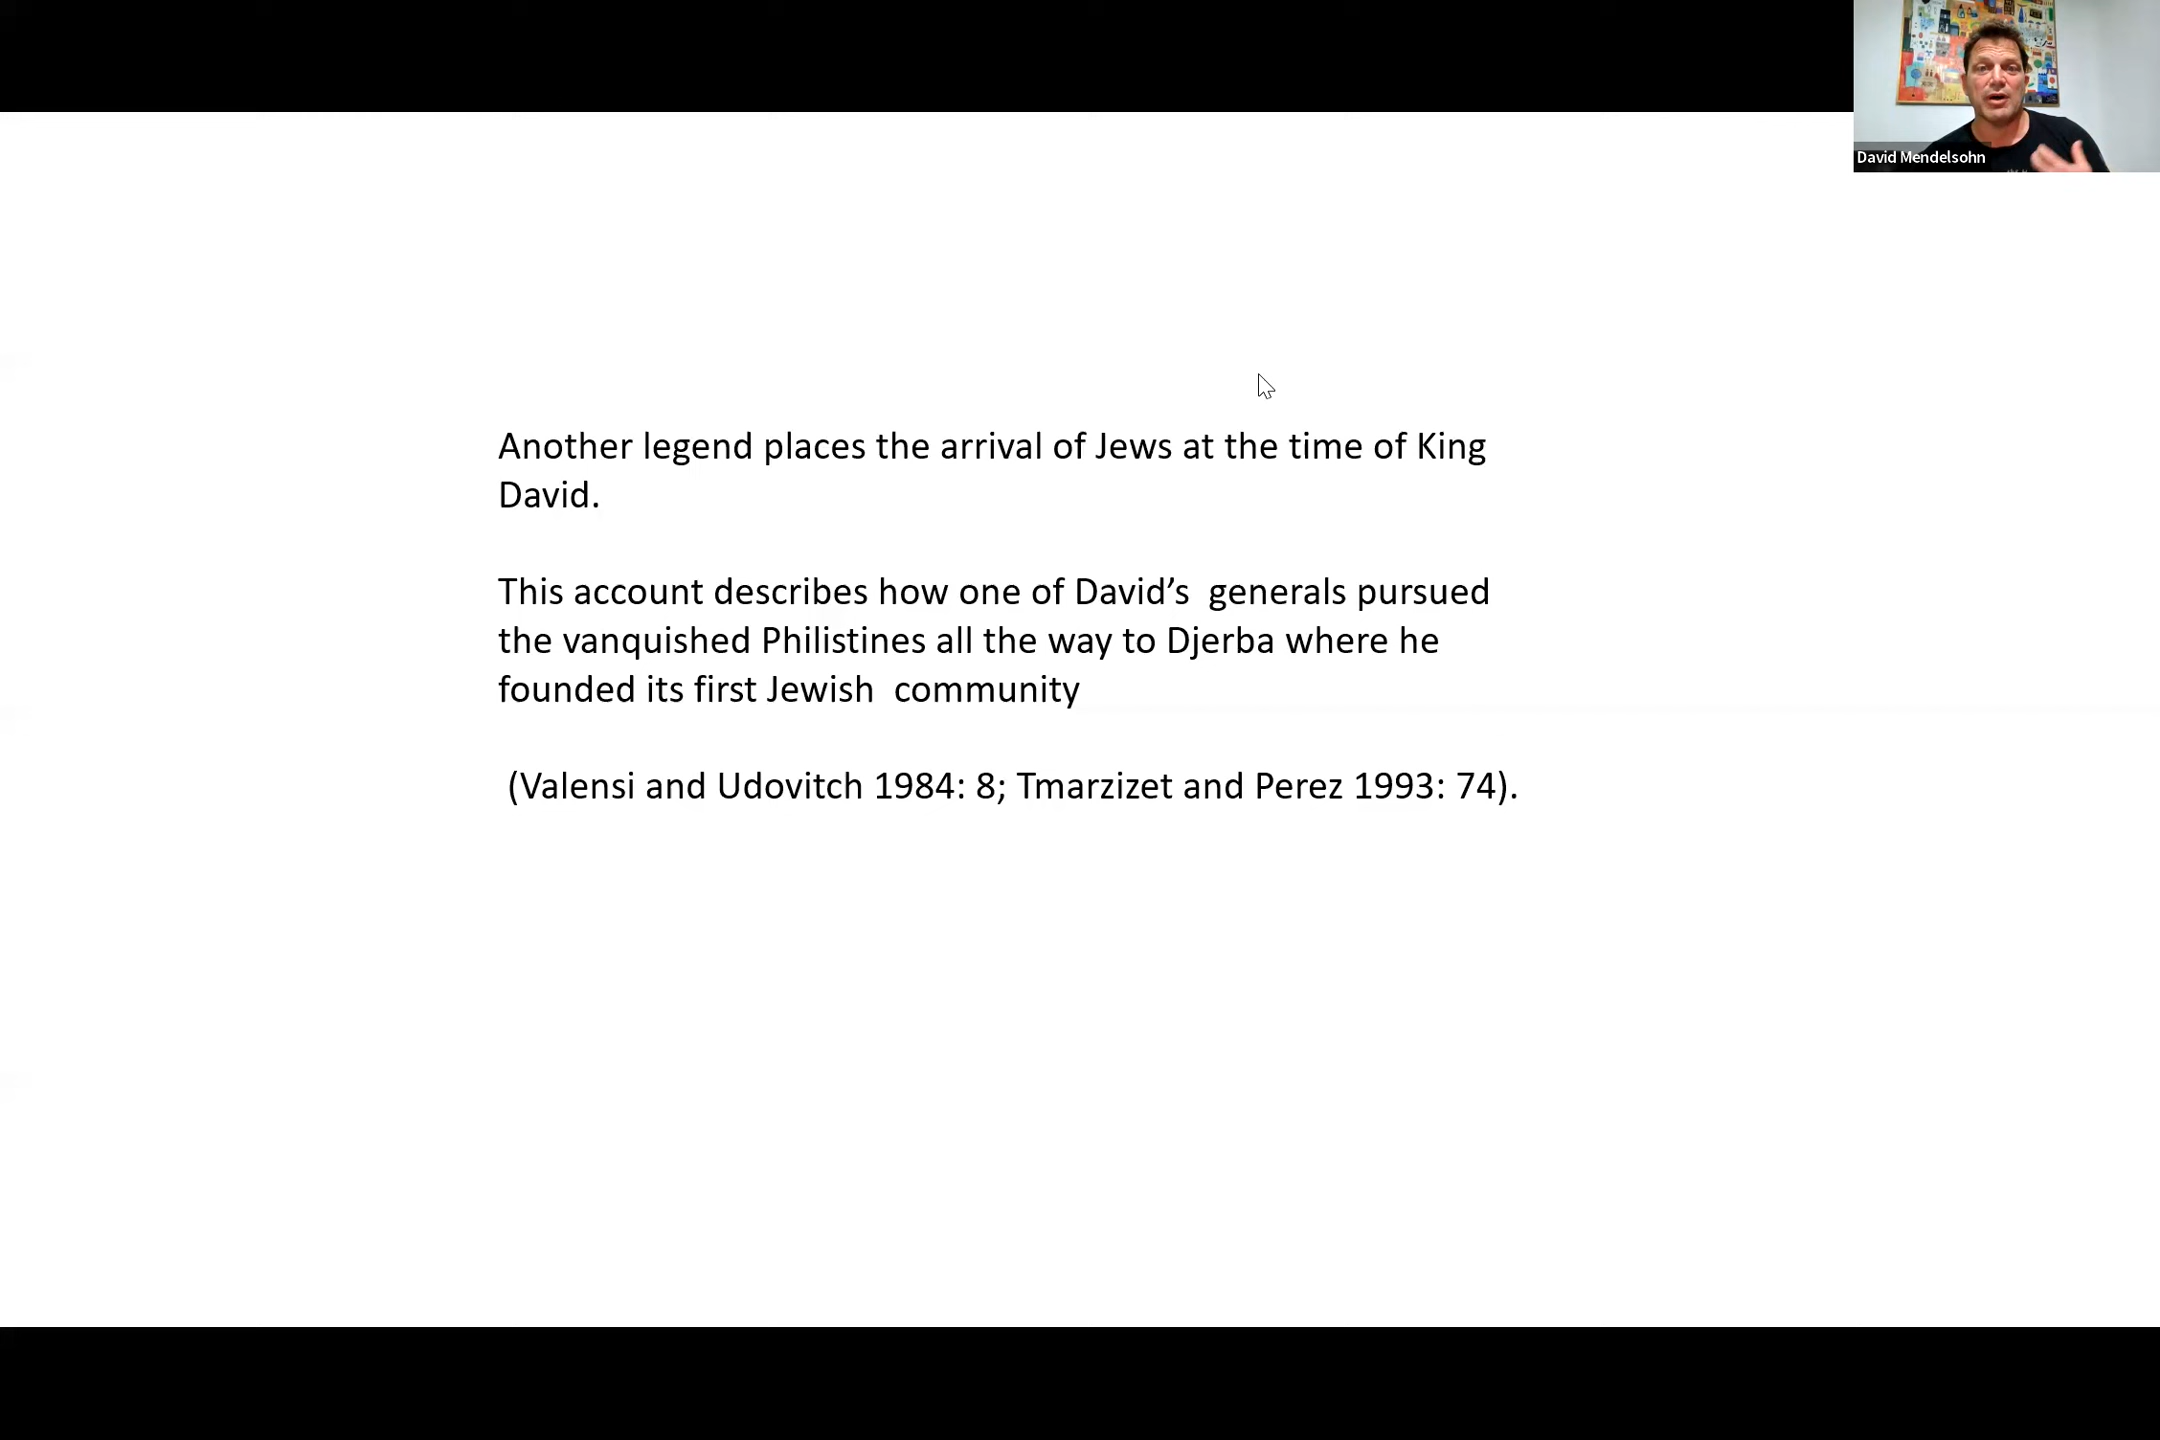 David Mendelsohn
Another legend places the arrival of Jews at the time of King
David.
This account describes how one of David’s  generals pursued
the vanquished Philistines all the way to Djerba where he
founded its first Jewish  community
(Valensi and Udovitch 1984: 8; Tmarzizet and Perez 1993: 74).